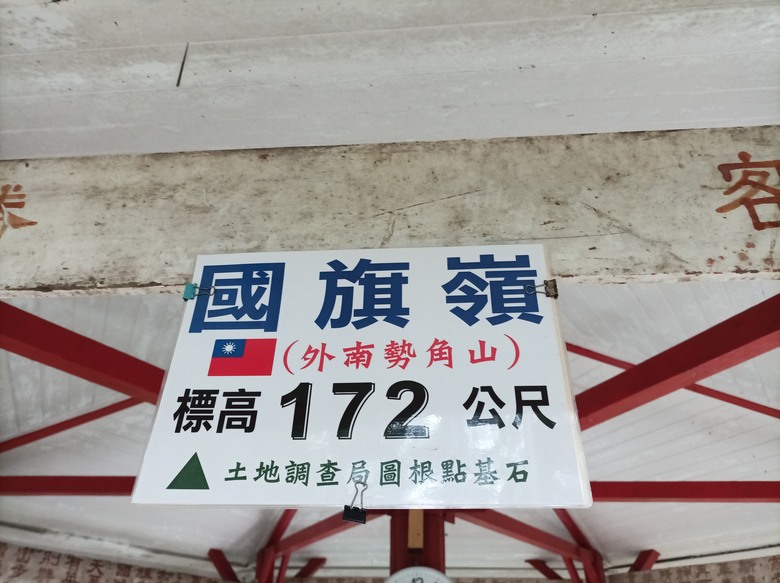 客
國旗嶺
(外南勢角山)
標高 172 公尺
土地調查局圖根點基石